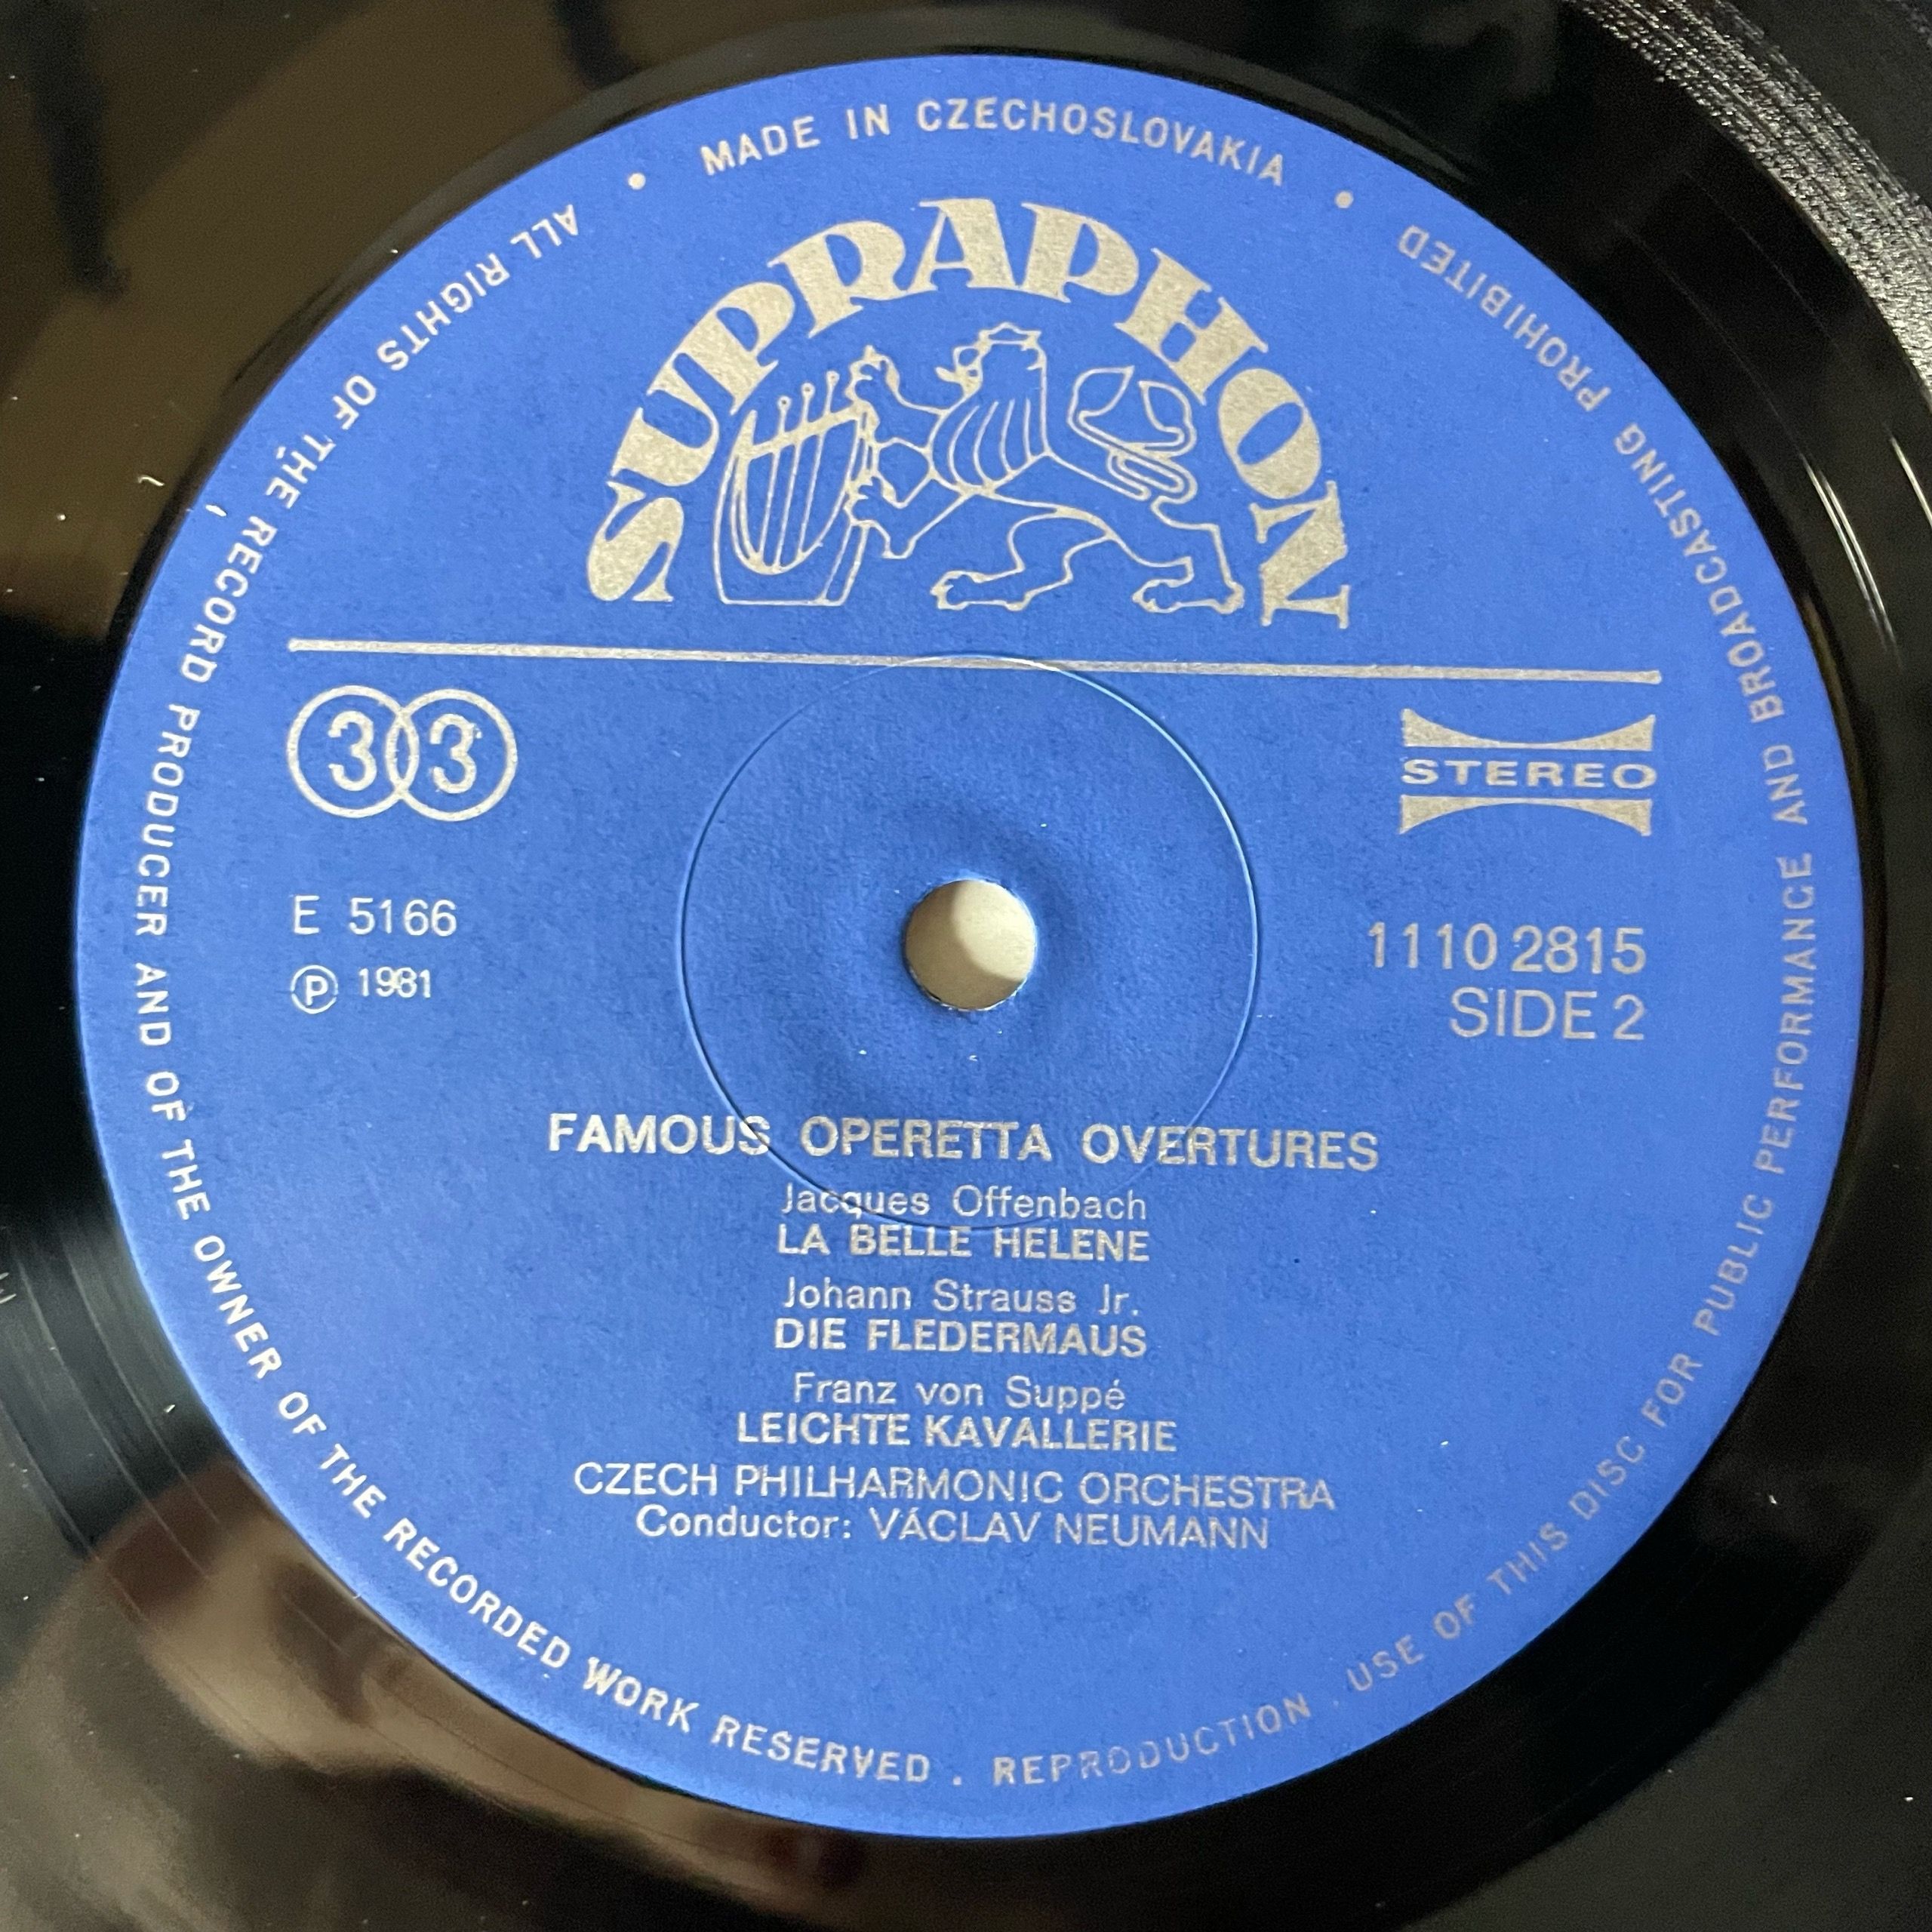 MADE IN CZECHOSLOVAKIA
ALL RIGHTS OF THE RECORD PRODUCER AND OF THE OWNER OF THE RECORDED WORK RESERVED . REPRODUCTION . USE OF THIS DISC FOR PUBLIC PERFORMANCE AND BROADCASTING PROHIBITED
SUPRAPHON
33
STEREO
E 5166
Ⓟ 1981
1110 2815
SIDE 2
FAMOUS OPERETTA OVERTURES
Jacques Offenbach
LA BELLE HELENE
Johann Strauss Jr.
DIE FLEDERMAUS
Franz von Suppé
LEICHTE KAVALLERIE
CZECH PHILHARMONIC ORCHESTRA
Conductor: VÁCLAV NEUMANN